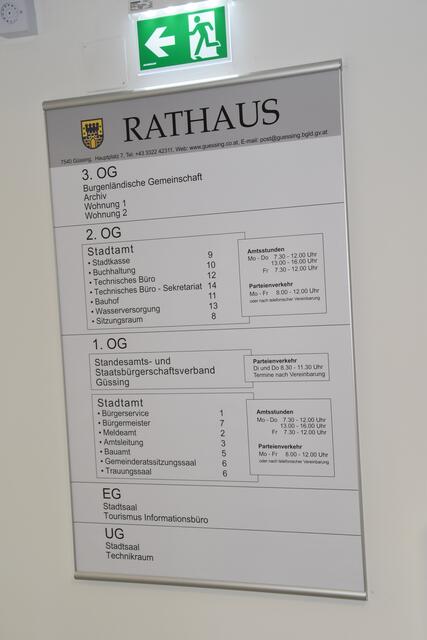 RATHAUS
7540 Güssing, Hauptplatz 7, Tel. +43 3322 42311, Web: www.guessing.co.at, E-mail: post@guessing.bgld.gv.at
3. OG
Burgenländische Gemeinschaft
Archiv
Wohnung 1
Wohnung 2
2. OG
Stadtamt
• Stadtkasse 9
• Buchhaltung 10
• Technisches Büro 12
• Technisches Büro - Sekretariat 14
• Bauhof 11
• Wasserversorgung 13
• Sitzungsraum 8
Amtsstunden
Mo - Do 7.30 - 12.00 Uhr
13.00 - 16.00 Uhr
Fr 7.30 - 12.00 Uhr
Parteienverkehr
Mo - Fr 8.00 - 12.00 Uhr
oder nach telefonischer Vereinbarung
1. OG
Standesamts- und
Staatsbürgerschaftsverband
Güssing
Parteienverkehr
Di und Do 8.30 - 11.30 Uhr
Termine nach Vereinbarung
Stadtamt
• Bürgerservice 1
• Bürgermeister 7
• Meldeamt 2
• Amtsleitung 3
• Bauamt 5
• Gemeinderatssitzungssaal 6
• Trauungssaal 6
Amtsstunden
Mo - Do 7.30 - 12.00 Uhr
13.00 - 16.00 Uhr
Fr 7.30 - 12.00 Uhr
Parteienverkehr
Mo - Fr 8.00 - 12.00 Uhr
oder nach telefonischer Vereinbarung
EG
Stadtsaal
Tourismus Informationsbüro
UG
Stadtsaal
Technikraum